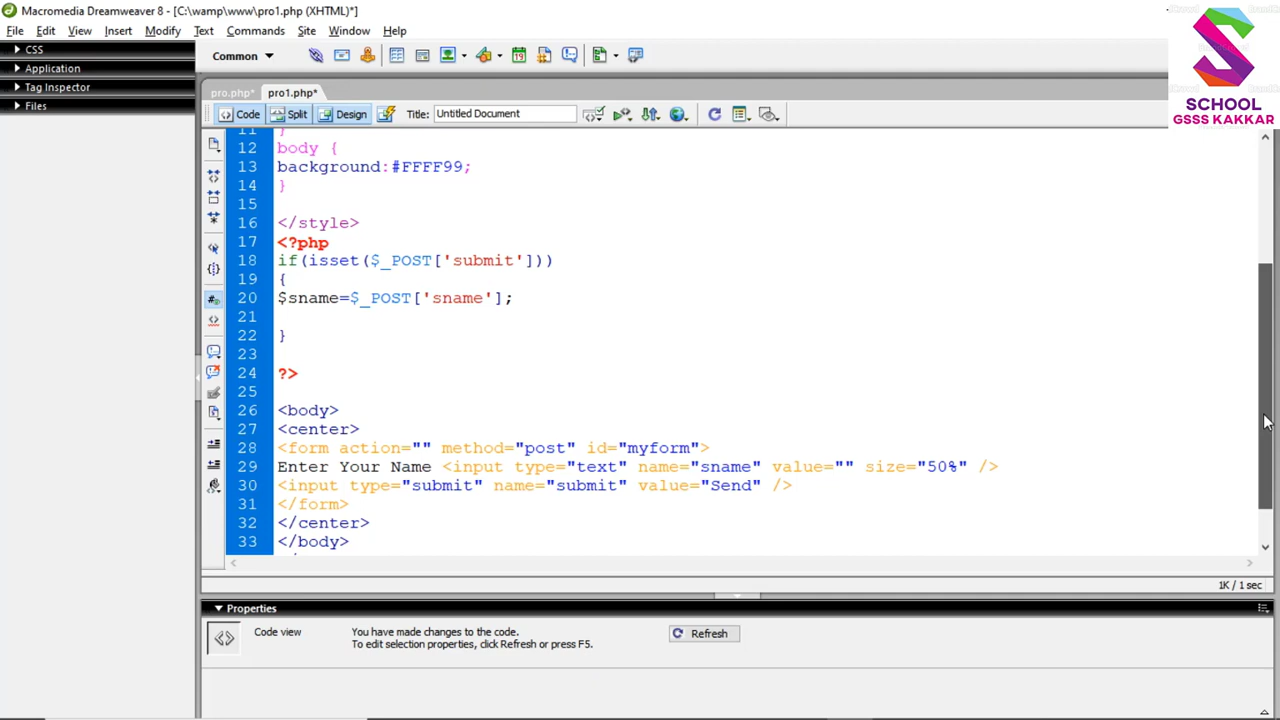 Macromedia Dreamweaver 8 - [C:\wamp\www\pro1.php (XHTML)*]
File Edit View Insert Modify Text Commands Site Window Help
CSS
Application
Tag Inspector
Files
Common
SCHOOL
GSSS KAKKAR
pro.php* pro1.php*
Code Split Design Title: Untitled Document
11 }
12 body {
13 background:#FFFF99;
14 }
15
16 </style>
17 <?php
18 if(isset($_POST['submit']))
19 {
20 $sname=$_POST['sname'];
21
22 }
23
24 ?>
25
26 <body>
27 <center>
28 <form action="" method="post" id="myform">
29 Enter Your Name <input type="text" name="sname" value="" size="50%" />
30 <input type="submit" name="submit" value="Send" />
31 </form>
32 </center>
33 </body>
1K / 1 sec
Properties
Code view You have made changes to the code.
To edit selection properties, click Refresh or press F5.
Refresh